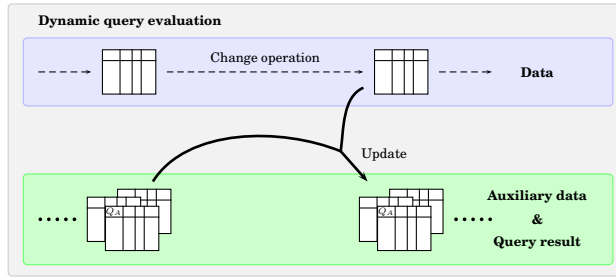 Dynamic query evaluation
Change operation
Data
Update
Q_A
Q_A
Auxiliary data
&
Query result